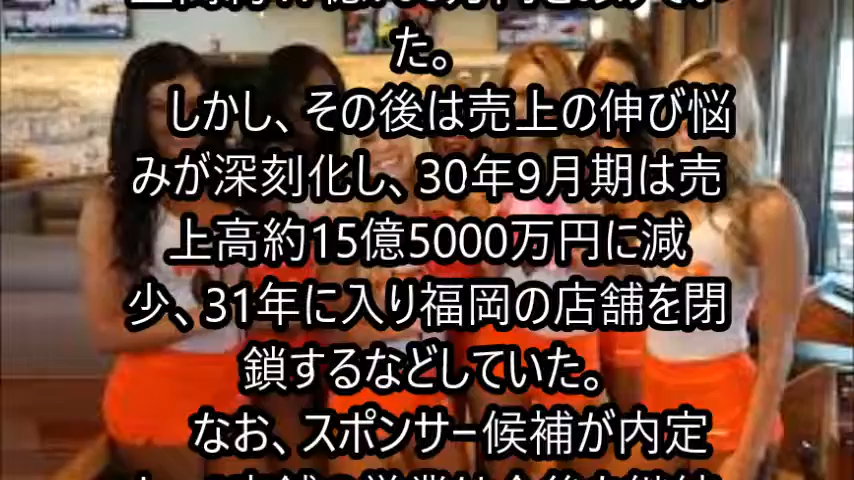 た。
しかし、その後は売上の伸び悩
みが深刻化し、30年9月期は売
上高約15億5000万円に減
少、31年に入り福岡の店舗を閉
鎖するなどしていた。
なお、スポンサー候補が内定